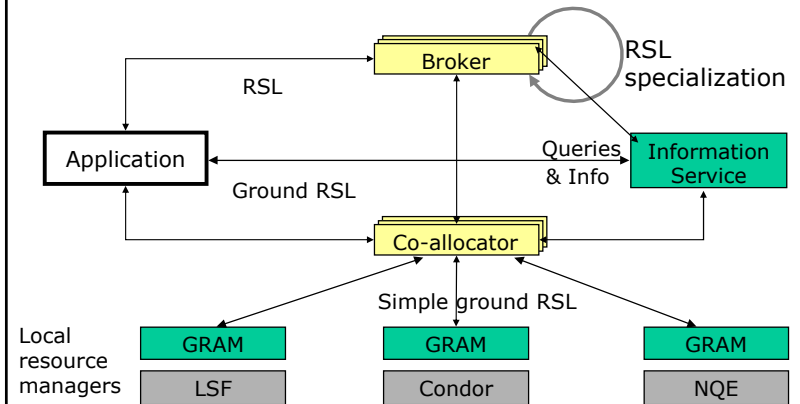 Broker
RSL
specialization
RSL
Application
Queries
& Info
Information
Service
Ground RSL
Co-allocator
Simple ground RSL
Local
resource
managers
GRAM
GRAM
GRAM
LSF
Condor
NQE